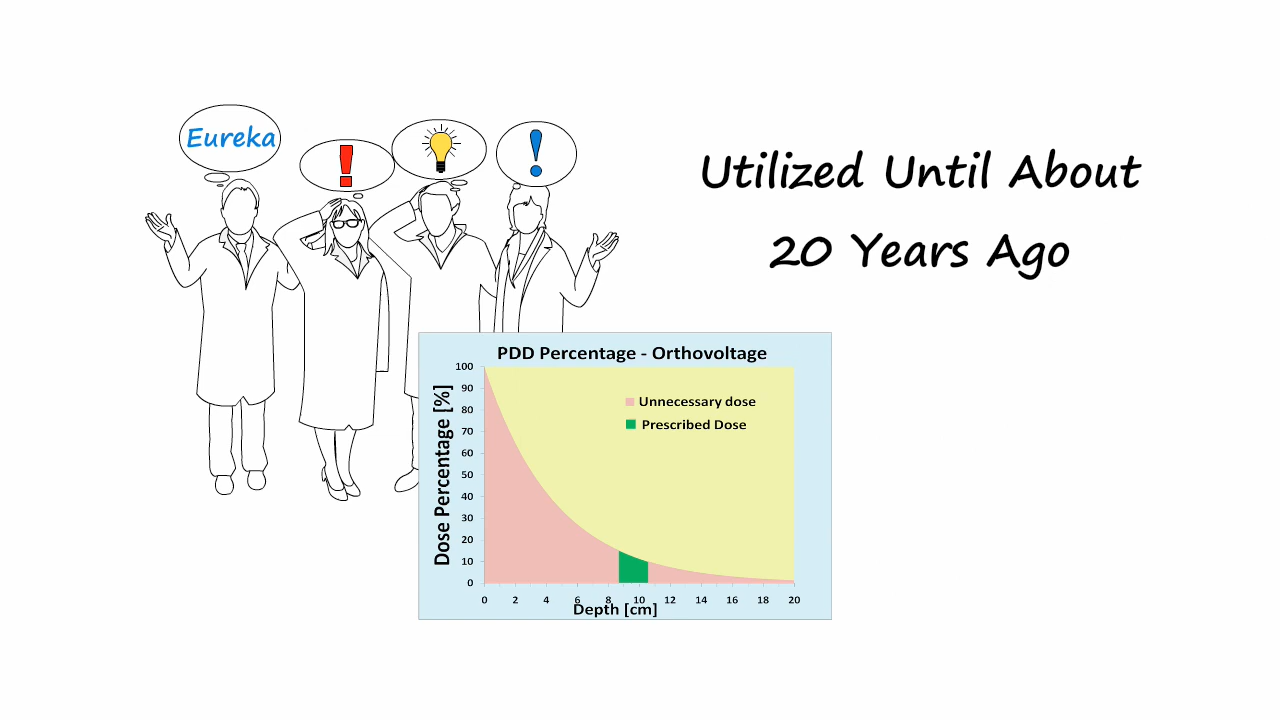 Eureka
Utilized Until About
20 Years Ago
PDD Percentage - Orthovoltage
Dose Percentage [%]
100
90
80
70
60
50
40
30
20
10
0
Unnecessary dose
Prescribed Dose
0 2 4 6 8 10 12 14 16 18 20
Depth [cm]